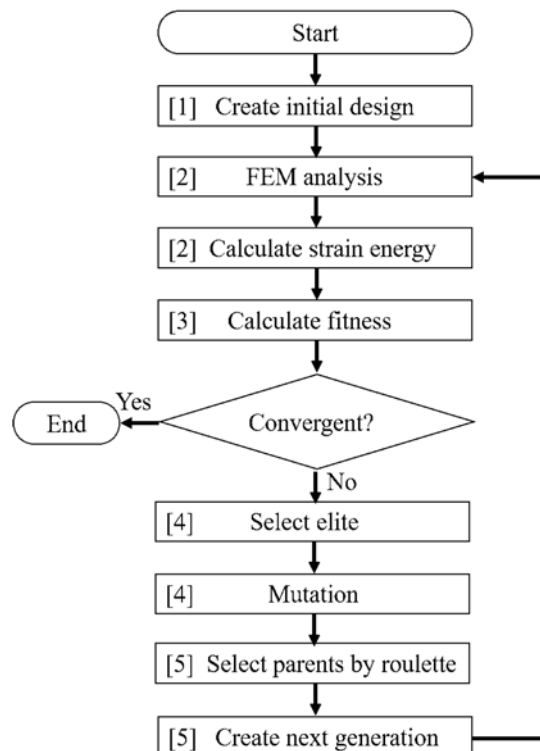 Start
[1] Create initial design
[2] FEM analysis
[2] Calculate strain energy
[3] Calculate fitness
Yes
End
Convergent?
No
[4] Select elite
[4] Mutation
[5] Select parents by roulette
[5] Create next generation